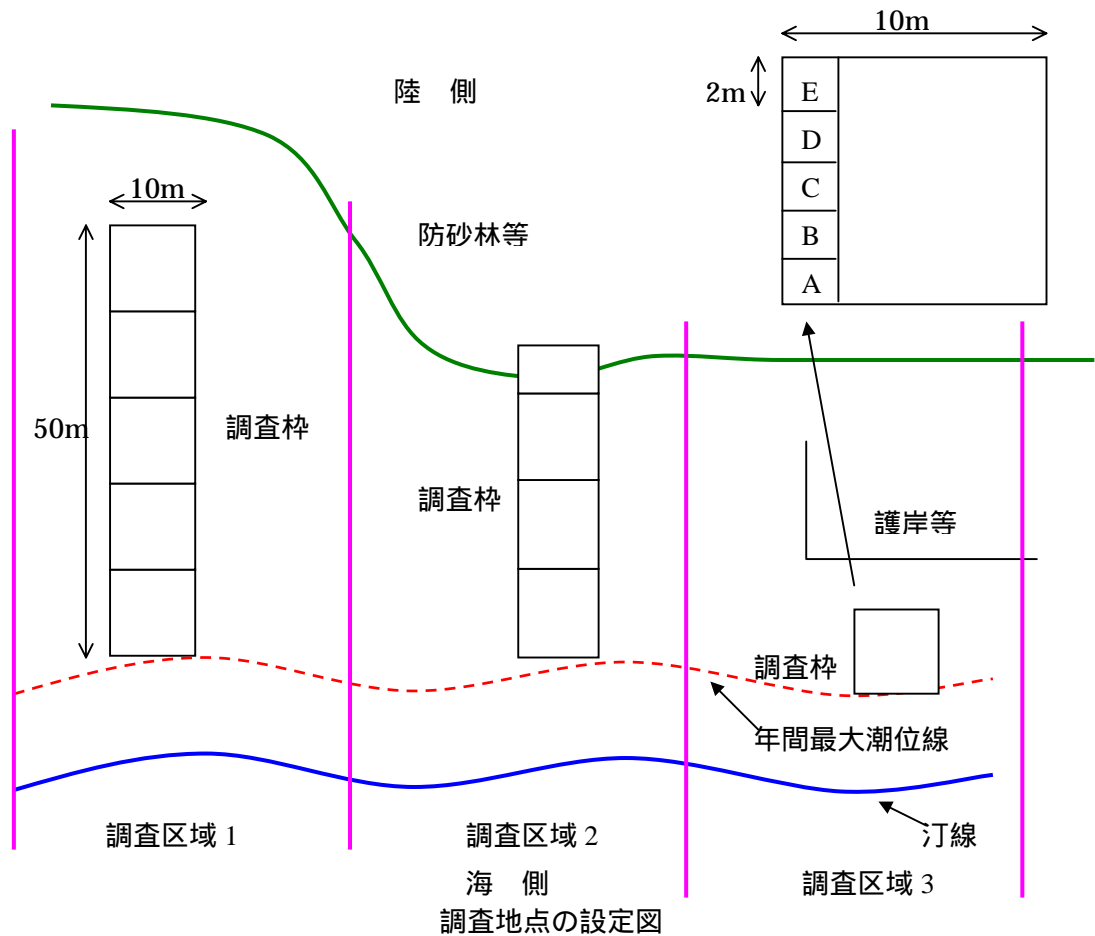 10m
陸 側
2m
E
D
C
B
A
10m
防砂林等
50m
調査枠
調査枠
護岸等
調査枠
年間最大潮位線
調査区域 1
調査区域 2
汀線
海 側
調査区域 3
調査地点の設定図